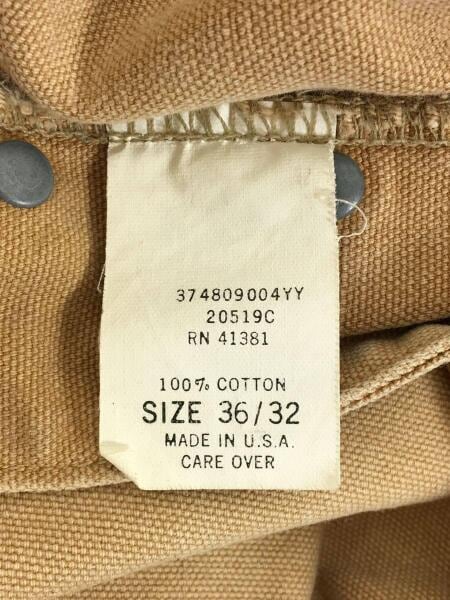 374809004YY
20519C
RN 41381
100% COTTON
SIZE 36/32
MADE IN U.S.A.
CARE OVER